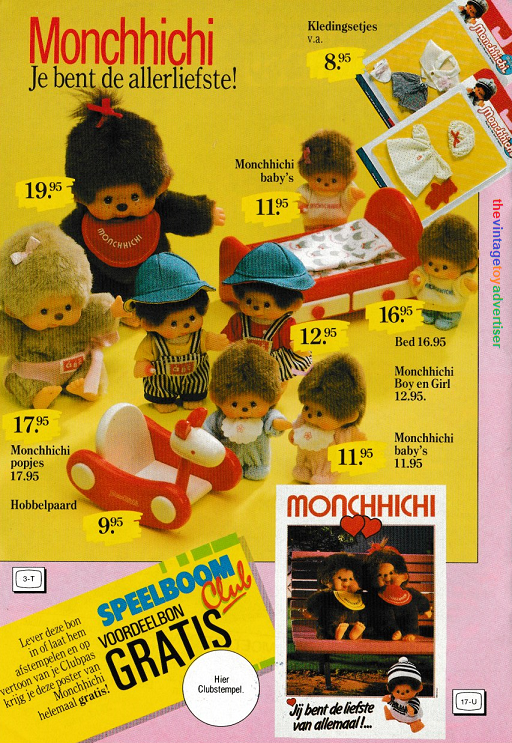 Monchhichi
Je bent de allerliefste!
Kledingsetjes
v.a.
8.95
Monchhichi
Monchhichi
19.95
MONCHHICHI
Monchhichi
baby's
11.95
thevintagetoyadvertiser
16.95
Bed 16.95
12.95
Monchhichi
Boy en Girl
12.95.
17.95
Monchhichi
popjes
17.95
Monchhichi
baby's
11.95
11.95
Hobbelpaard
9.95
3-T
SPEELBOOM
Club
VOORDEELBON
GRATIS
Lever deze bon
in of laat hem
afstempelen en op
vertoon van je Clubpas
krijg je deze poster van
Monchhichi
helemaal gratis!
Hier
Clubstempel.
MONCHHICHI
Jij bent de liefste
van allemaal!...
17-U